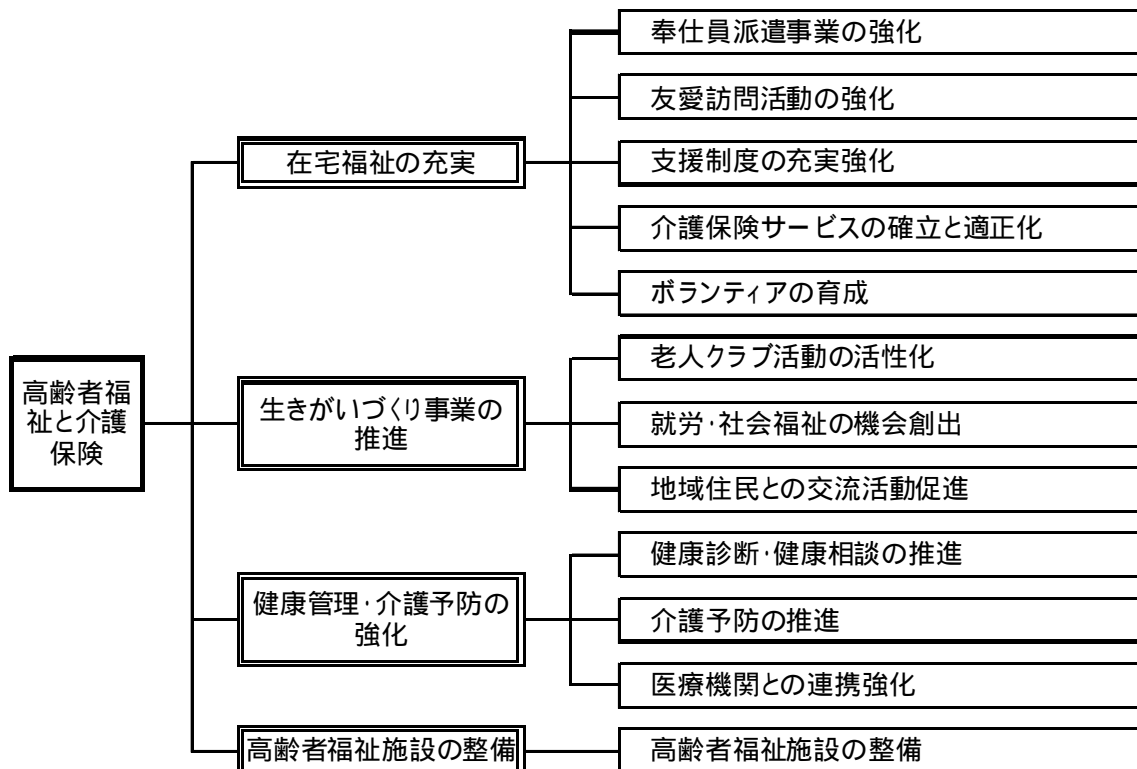 高齢者福
祉と介護
保険
在宅福祉の充実
奉仕員派遣事業の強化
友愛訪問活動の強化
支援制度の充実強化
介護保険サービスの確立と適正化
ボランティアの育成
生きがいづくり事業の
推進
老人クラブ活動の活性化
就労・社会福祉の機会創出
地域住民との交流活動促進
健康管理・介護予防の
強化
健康診断・健康相談の推進
介護予防の推進
医療機関との連携強化
高齢者福祉施設の整備
高齢者福祉施設の整備